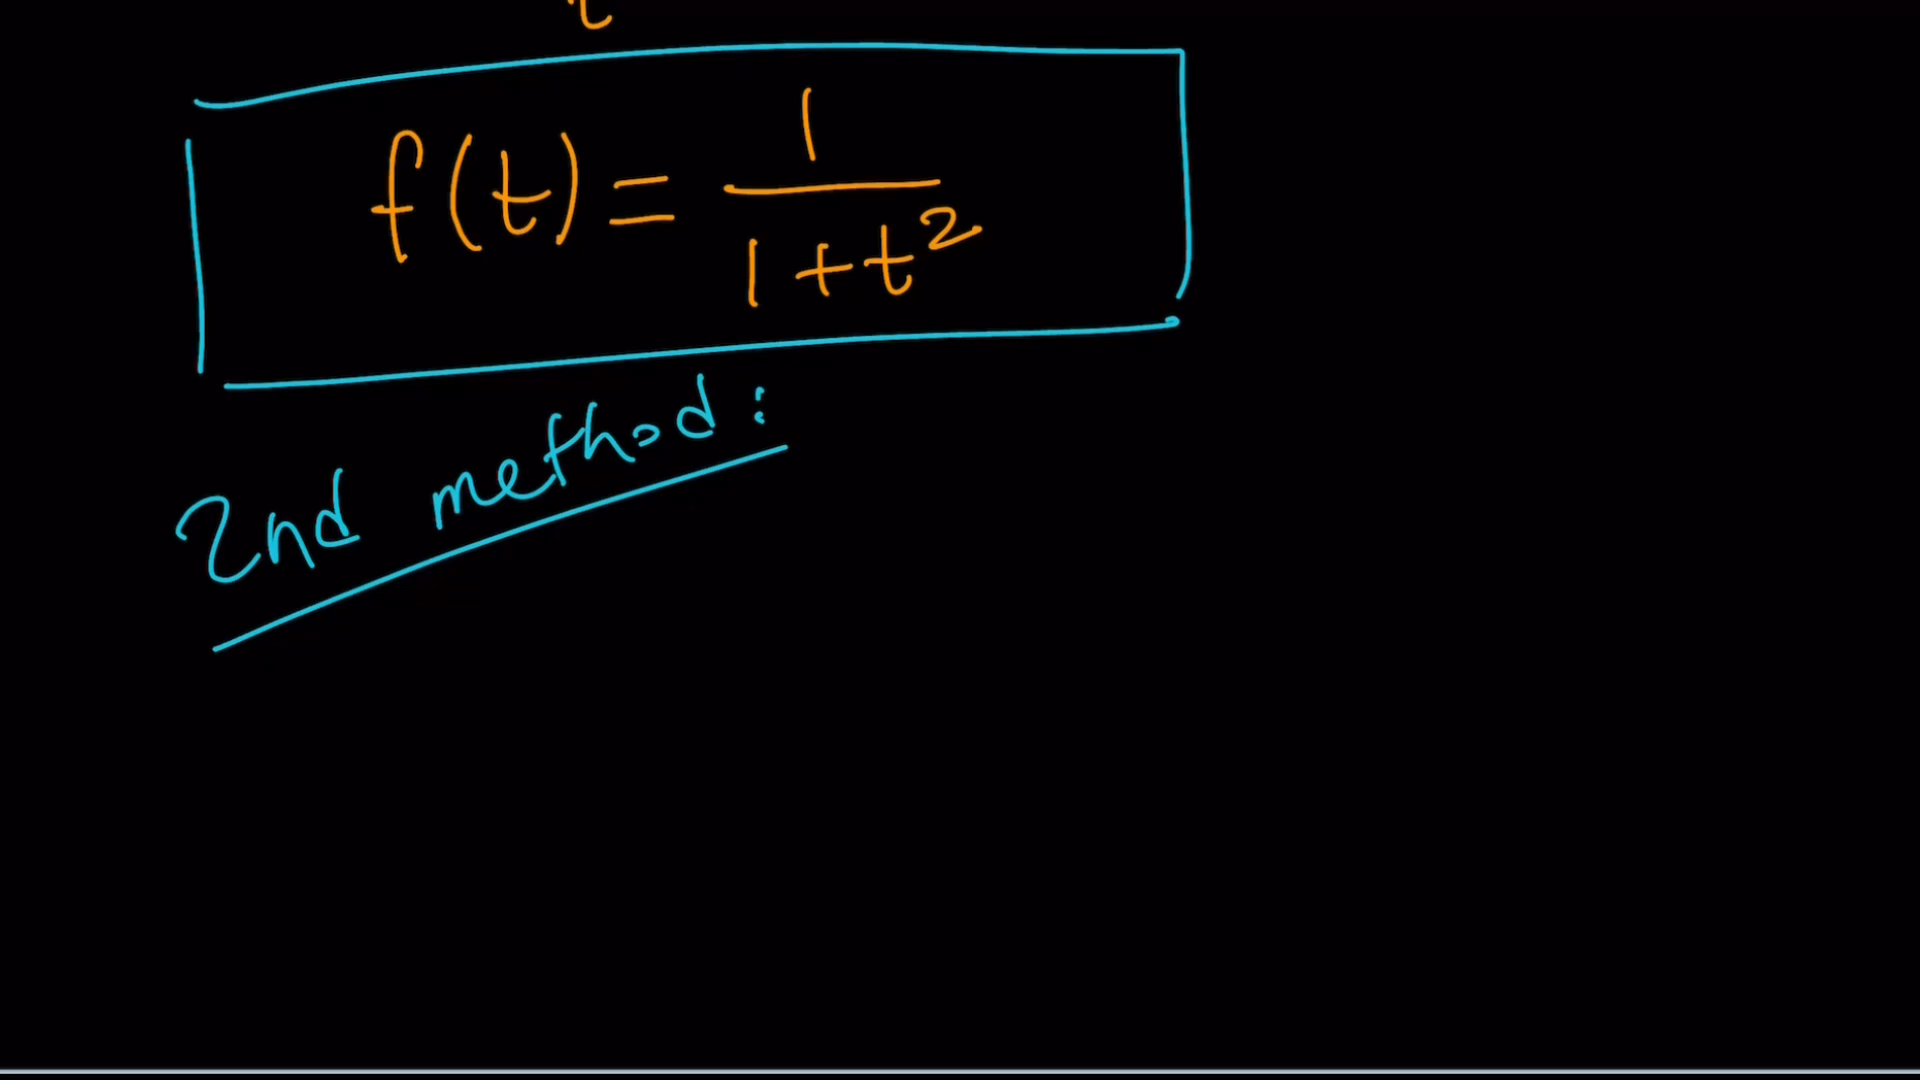 t
f(t) = 1/(1+t²)
2nd method: